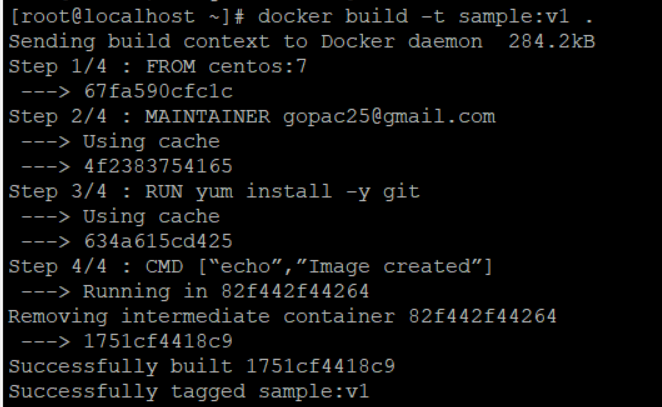 [root@localhost ~]# docker build -t sample:v1 .
Sending build context to Docker daemon  284.2kB
Step 1/4 : FROM centos:7
 ---> 67fa590cfc1c
Step 2/4 : MAINTAINER gopac25@gmail.com
 ---> Using cache
 ---> 4f2383754165
Step 3/4 : RUN yum install -y git
 ---> Using cache
 ---> 634a615cd425
Step 4/4 : CMD [“echo”,”Image created”]
 ---> Running in 82f442f44264
Removing intermediate container 82f442f44264
 ---> 1751cf4418c9
Successfully built 1751cf4418c9
Successfully tagged sample:v1